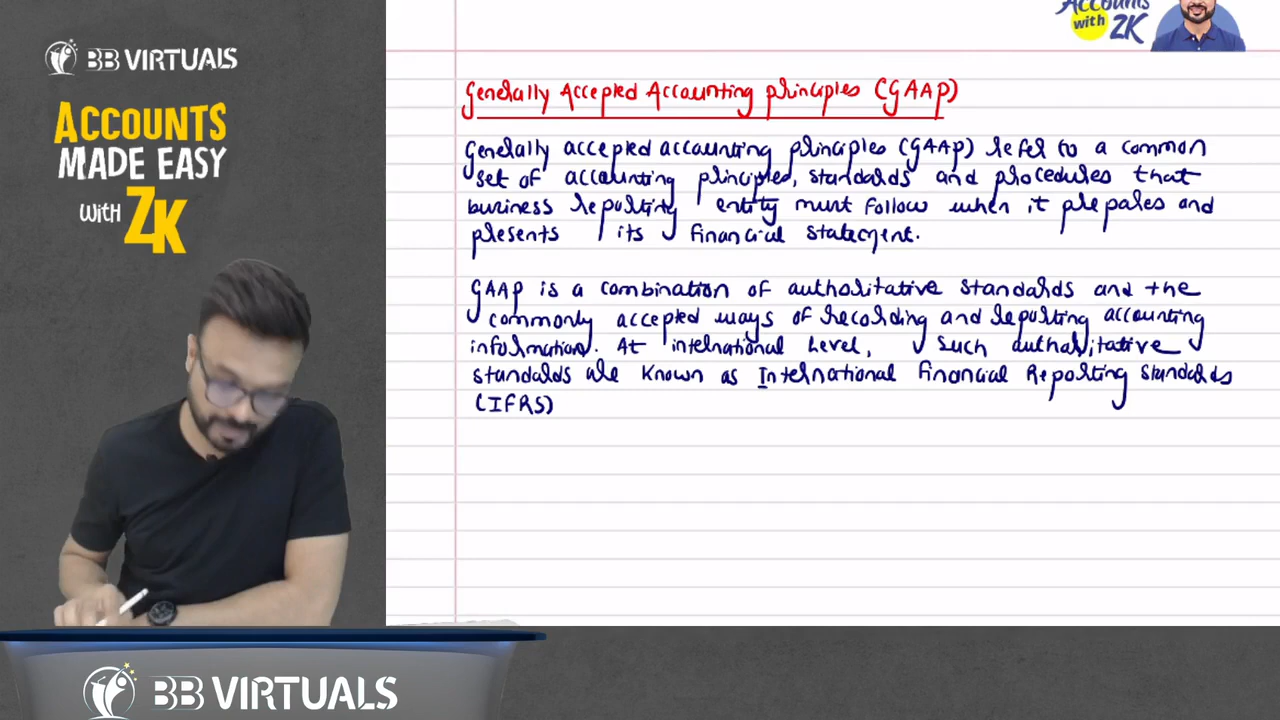 BB VIRTUALS
ACCOUNTS
MADE EASY
with ZK
Accounts
with ZK
Generally Accepted Accounting principles (GAAP)
Generally accepted accounting principles (GAAP) refer to a common
set of accounting principles, standards and procedures that
business reporting entity must follow when it prepares and
presents its financial statement.
GAAP is a combination of authoritative standards and the
commonly accepted ways of recording and reporting accounting
information. At international level, such authoritative
standards are known as International Financial Reporting Standards
(IFRS)
BB VIRTUALS